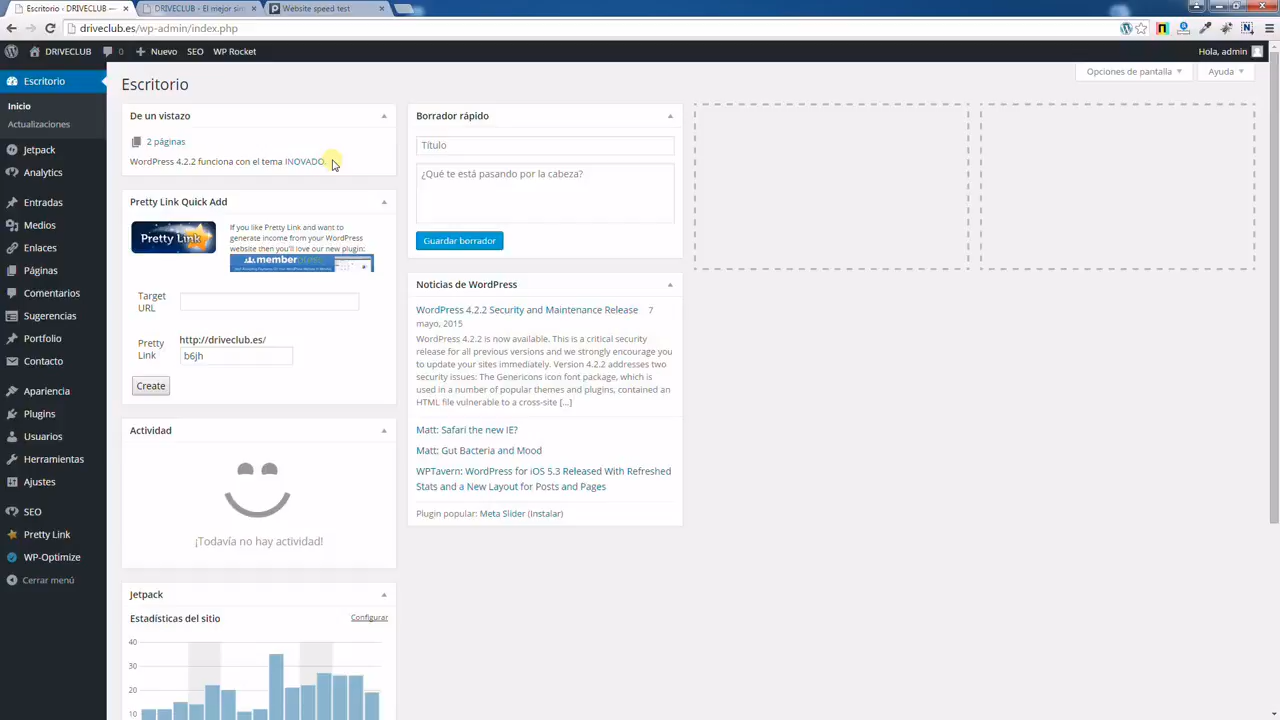 Escritorio ‹ DRIVECLUB —
DRIVECLUB - El mejor sim
Website speed test
driveclub.es/wp-admin/index.php
DRIVECLUB
0
Nuevo
SEO
WP Rocket
Hola, admin
Escritorio
Inicio
Actualizaciones
Jetpack
Analytics
Entradas
Medios
Enlaces
Páginas
Comentarios
Sugerencias
Portfolio
Contacto
Apariencia
Plugins
Usuarios
Herramientas
Ajustes
SEO
Pretty Link
WP-Optimize
Cerrar menú
Opciones de pantalla
Ayuda
Escritorio
De un vistazo
2 páginas
WordPress 4.2.2 funciona con el tema INOVADO.
Pretty Link Quick Add
Pretty Link
If you like Pretty Link and want to
generate income from your WordPress
website then you'll love our new plugin:
memberpress
Target
URL
http://driveclub.es/
Pretty
Link
b6jh
Create
Actividad
¡Todavía no hay actividad!
Jetpack
Estadísticas del sitio
Configurar
40
30
20
10
Borrador rápido
Título
¿Qué te está pasando por la cabeza?
Guardar borrador
Noticias de WordPress
WordPress 4.2.2 Security and Maintenance Release 7
mayo, 2015
WordPress 4.2.2 is now available. This is a critical security
release for all previous versions and we strongly encourage you
to update your sites immediately. Version 4.2.2 addresses two
security issues: The Genericons icon font package, which is
used in a number of popular themes and plugins, contained an
HTML file vulnerable to a cross-site […]
Matt: Safari the new IE?
Matt: Gut Bacteria and Mood
WPTavern: WordPress for iOS 5.3 Released With Refreshed
Stats and a New Layout for Posts and Pages
Plugin popular: Meta Slider (Instalar)